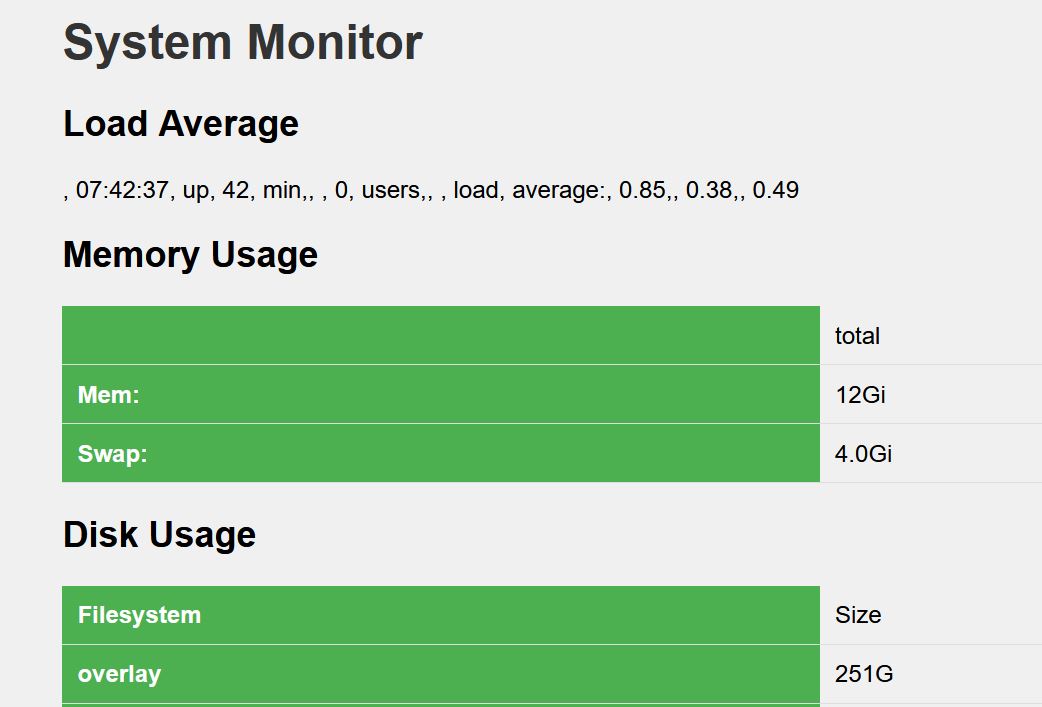 System Monitor
Load Average
, 07:42:37, up, 42, min,, , 0, users,, , load, average:, 0.85,, 0.38,, 0.49
Memory Usage
total
Mem: 12Gi
Swap: 4.0Gi
Disk Usage
Filesystem Size
overlay 251G